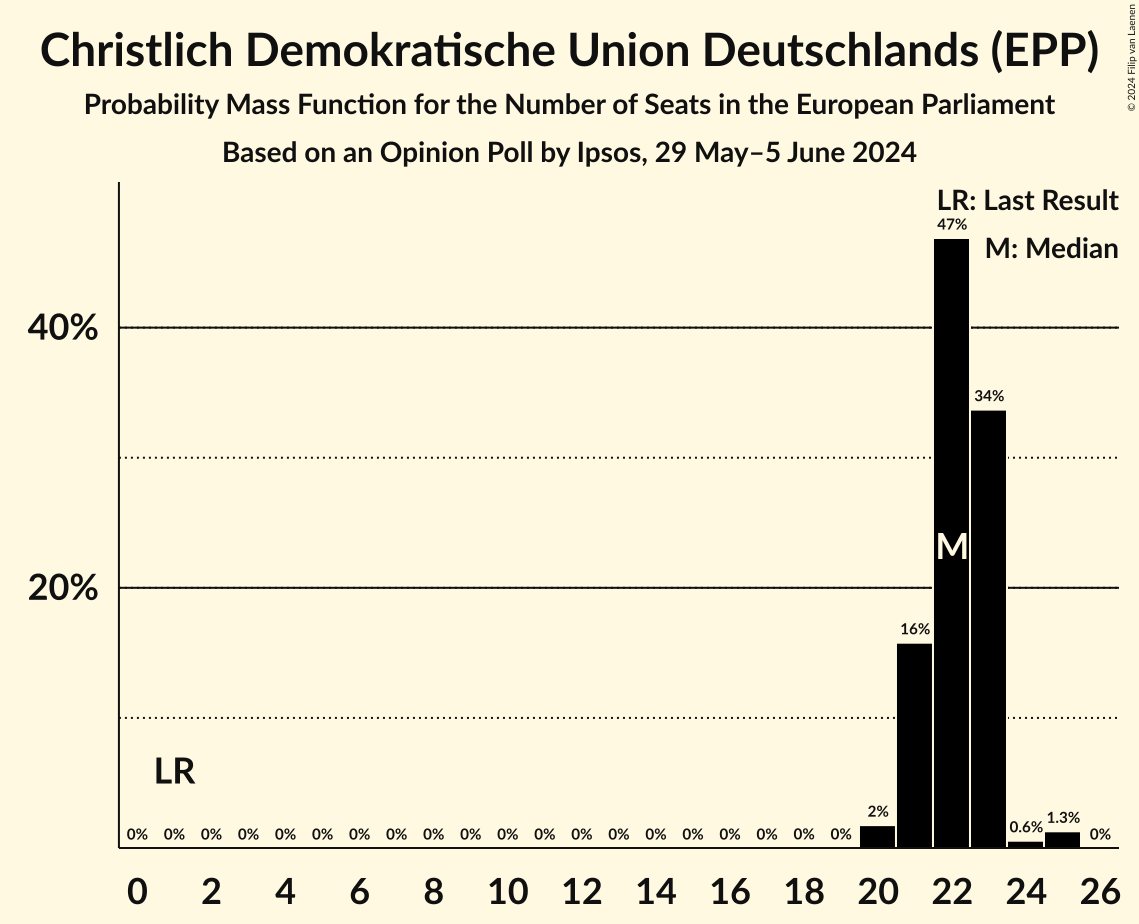 Christlich Demokratische Union Deutschlands (EPP)
Probability Mass Function for the Number of Seats in the European Parliament
Based on an Opinion Poll by Ipsos, 29 May–5 June 2024
© 2024 Filip van Laenen
LR: Last Result
M: Median
47%
40%
34%
M
20%
16%
LR
0% 0% 0% 0% 0% 0% 0% 0% 0% 0% 0% 0% 0% 0% 0% 0% 0% 0% 0% 0% 2% 0.6% 1.3% 0%
0 2 4 6 8 10 12 14 16 18 20 22 24 26